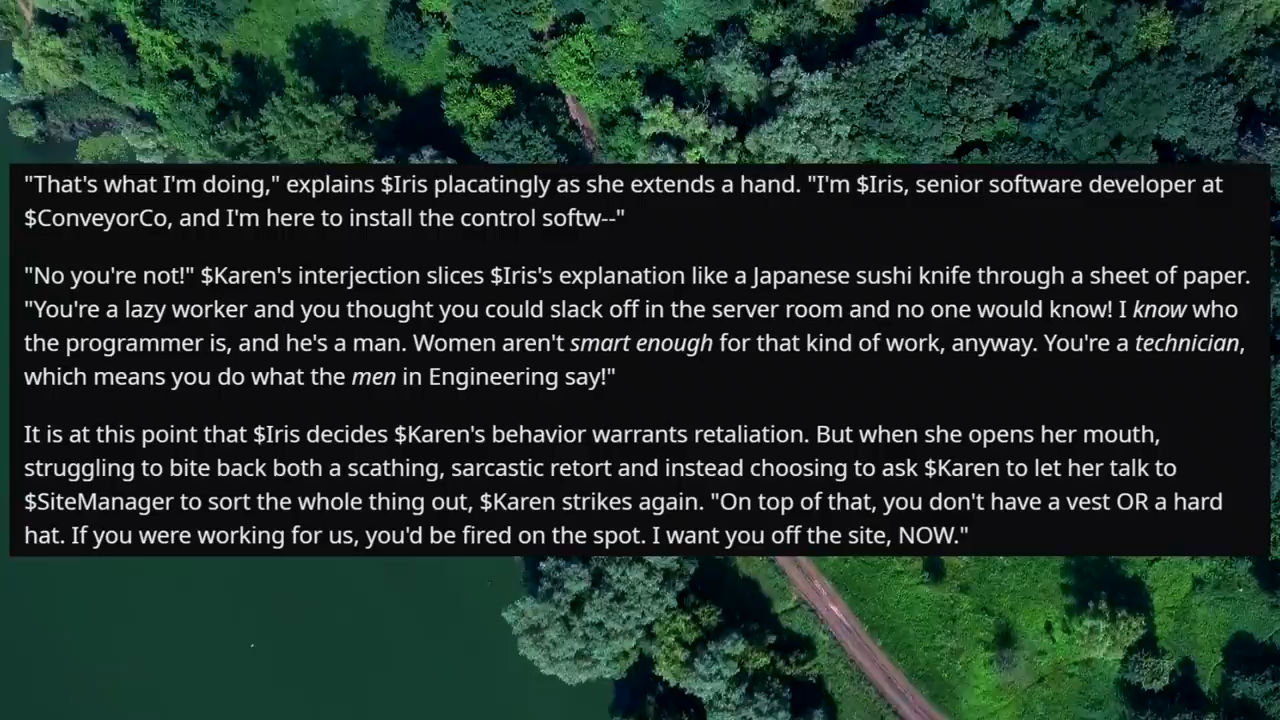 "That's what I'm doing," explains $Iris placatingly as she extends a hand. "I'm $Iris, senior software developer at
$ConveyorCo, and I'm here to install the control softw--"
"No you're not!" $Karen's interjection slices $Iris's explanation like a Japanese sushi knife through a sheet of paper.
"You're a lazy worker and you thought you could slack off in the server room and no one would know! I know who
the programmer is, and he's a man. Women aren't smart enough for that kind of work, anyway. You're a technician,
which means you do what the men in Engineering say!"
It is at this point that $Iris decides $Karen's behavior warrants retaliation. But when she opens her mouth,
struggling to bite back both a scathing, sarcastic retort and instead choosing to ask $Karen to let her talk to
$SiteManager to sort the whole thing out, $Karen strikes again. "On top of that, you don't have a vest OR a hard
hat. If you were working for us, you'd be fired on the spot. I want you off the site, NOW."